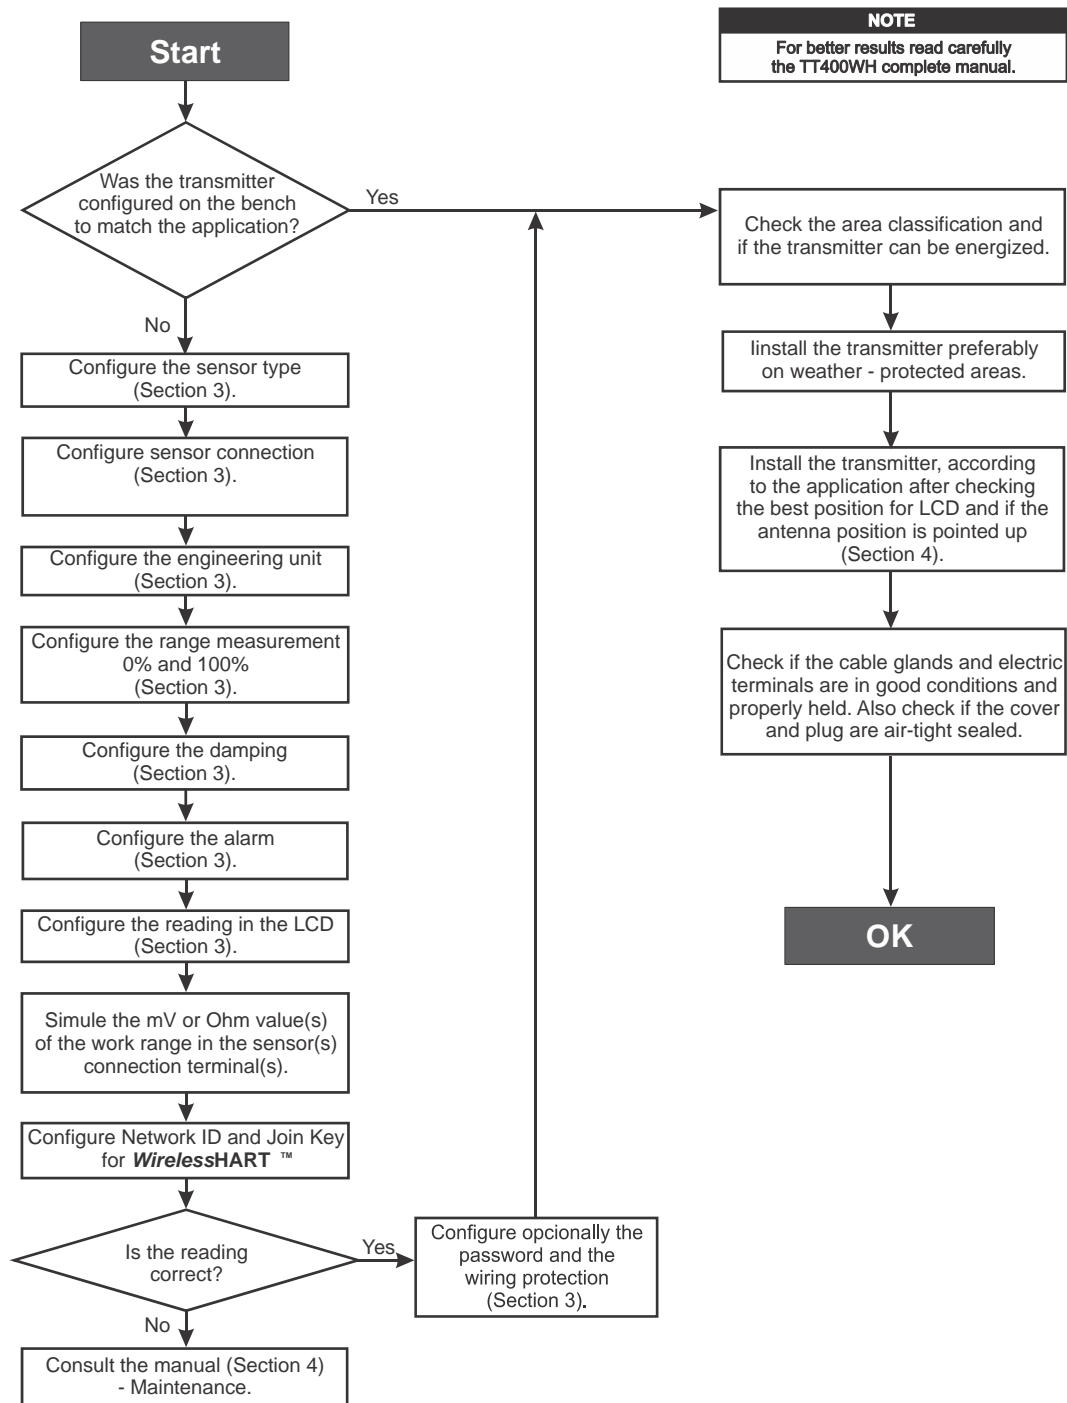 Start
NOTE
For better results read carefully
the TT400WH complete manual.
Was the transmitter
configured on the bench
to match the application?
Yes
No
Configure the sensor type
(Section 3).
Configure sensor connection
(Section 3).
Configure the engineering unit
(Section 3).
Configure the range measurement
0% and 100%
(Section 3).
Configure the damping
(Section 3).
Configure the alarm
(Section 3).
Configure the reading in the LCD
(Section 3).
Simule the mV or Ohm value(s)
of the work range in the sensor(s)
connection terminal(s).
Configure Network ID and Join Key
for WirelessHART ™
Is the reading
correct?
Yes
No
Configure opcionally the
password and the
wiring protection
(Section 3).
Consult the manual (Section 4)
- Maintenance.
Check the area classification and
if the transmitter can be energized.
Iinstall the transmitter preferably
on weather - protected areas.
Install the transmitter, according
to the application after checking
the best position for LCD and if the
antenna position is pointed up
(Section 4).
Check if the cable glands and electric
terminals are in good conditions and
properly held. Also check if the cover
and plug are air-tight sealed.
OK